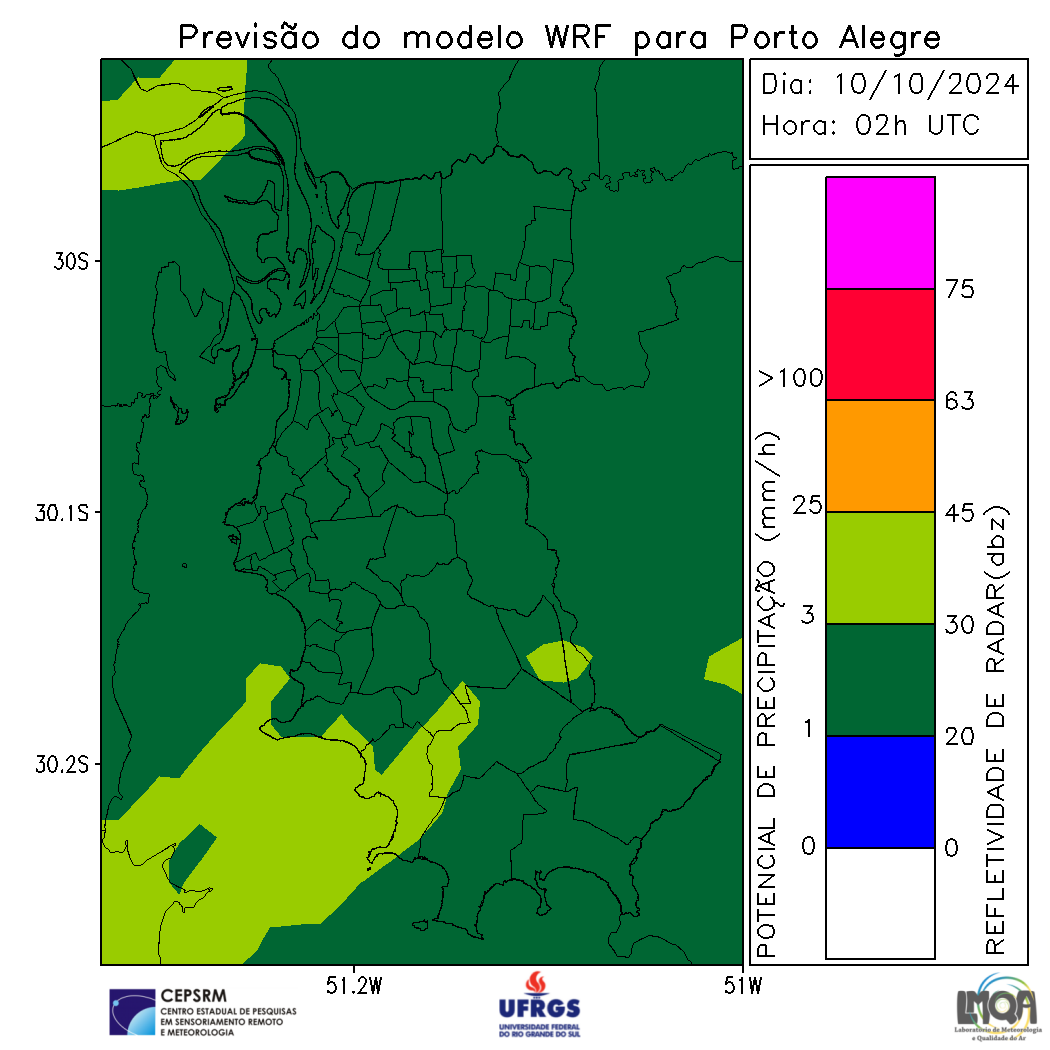 Previsão do modelo WRF para Porto Alegre
Dia: 10/10/2024
Hora: 02h UTC
30S
30.1S
30.2S
51.2W
51W
POTENCIAL DE PRECIPITAÇÃO (mm/h)
>100
25
3
1
0
75
63
45
30
20
0
REFLETIVIDADE DE RADAR(dbz)
CEPSRM
CENTRO ESTADUAL DE PESQUISAS
EM SENSORIAMENTO REMOTO
E METEOROLOGIA
UFRGS
UNIVERSIDADE FEDERAL
DO RIO GRANDE DO SUL
LMQA
Laboratório de Meteorologia
e Qualidade do Ar